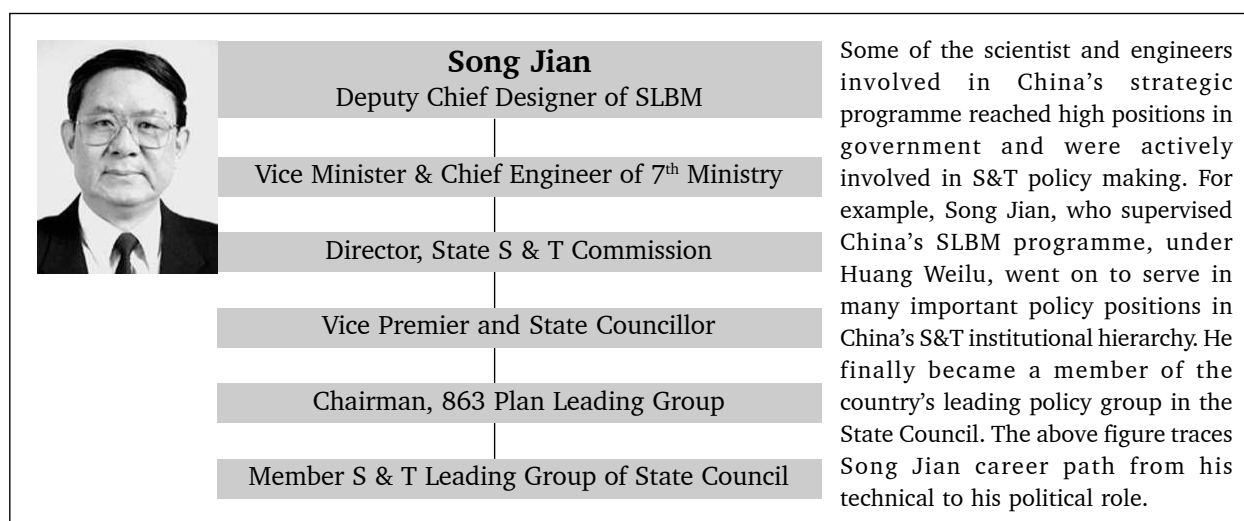 Song Jian
Deputy Chief Designer of SLBM
Vice Minister & Chief Engineer of 7th Ministry
Director, State S & T Commission
Vice Premier and State Councillor
Chairman, 863 Plan Leading Group
Member S & T Leading Group of State Council
Some of the scientist and engineers
involved in China's strategic
programme reached high positions in
government and were actively
involved in S&T policy making. For
example, Song Jian, who supervised
China's SLBM programme, under
Huang Weilu, went on to serve in
many important policy positions in
China's S&T institutional hierarchy. He
finally became a member of the
country's leading policy group in the
State Council. The above figure traces
Song Jian career path from his
technical to his political role.